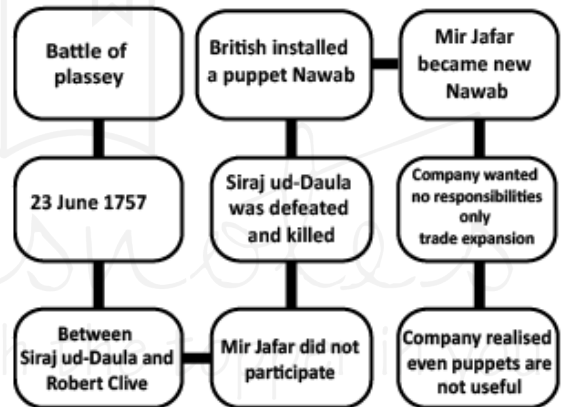 Battle of
plassey
23 June 1757
Between
Siraj ud-Daula and
Robert Clive
Mir Jafar did not
participate
Siraj ud-Daula
was defeated
and killed
British installed
a puppet Nawab
Mir Jafar
became new
Nawab
Company wanted
no responsibilities
only
trade expansion
Company realised
even puppets are
not useful